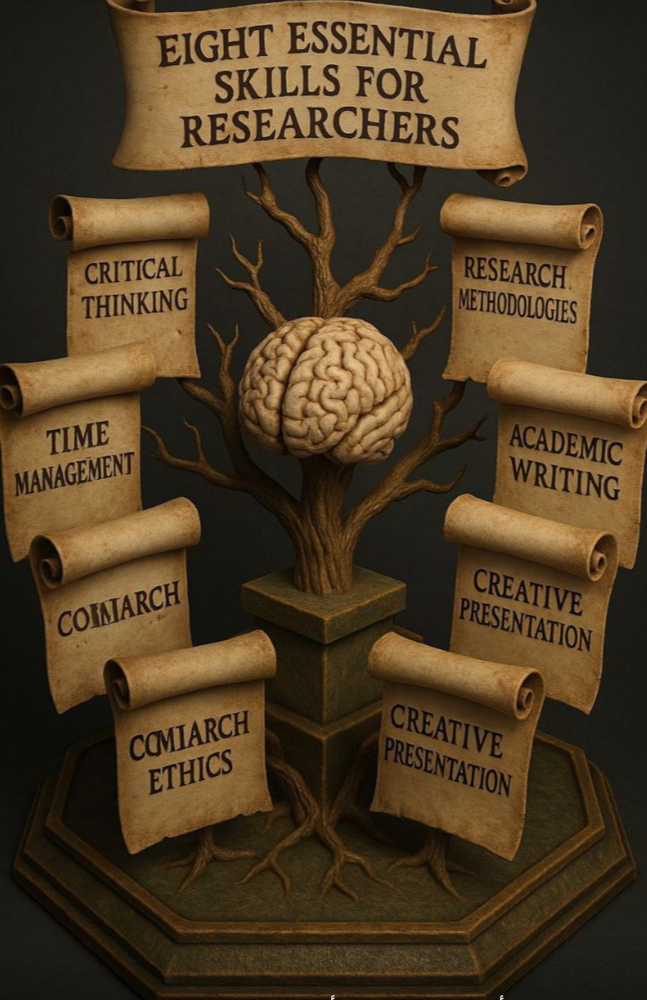 EIGHT ESSENTIAL
SKILLS FOR
RESEARCHERS
CRITICAL
THINKING
RESEARCH
METHODOLOGIES
TIME
MANAGEMENT
ACADEMIC
WRITING
CREATIVE
PRESENTATION
ETHICS
CREATIVE
PRESENTATION